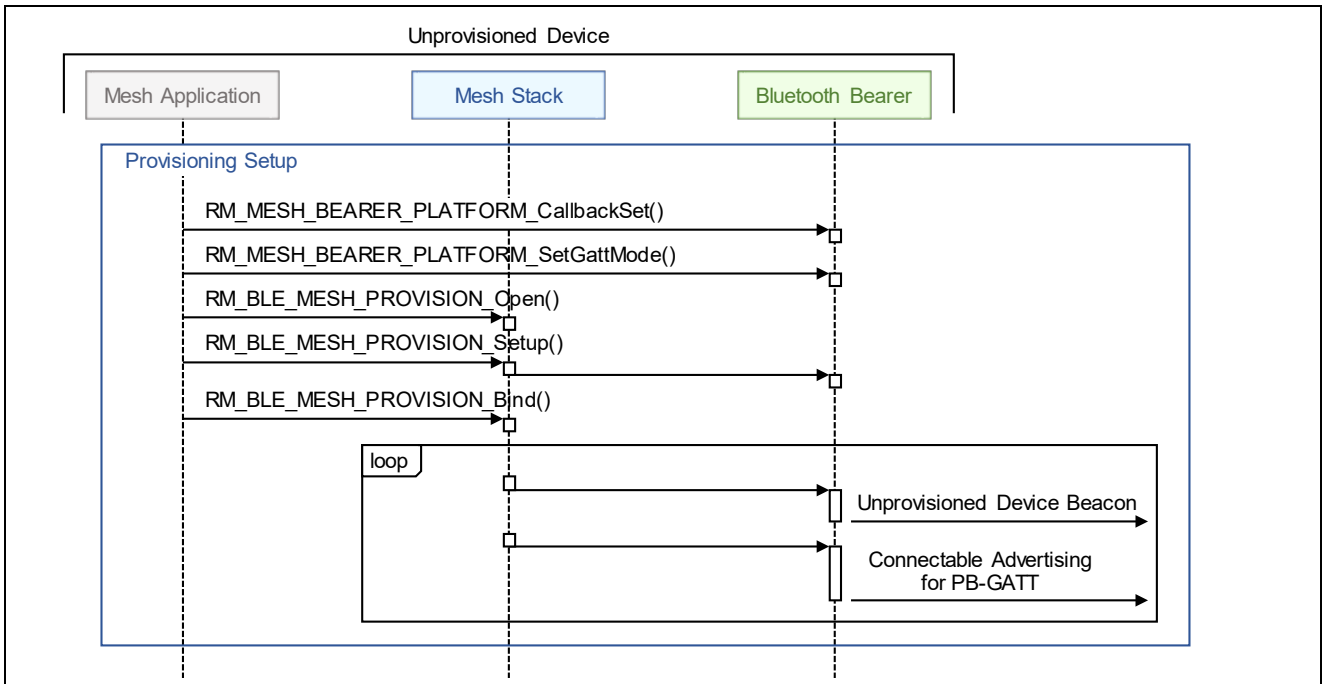 Unprovisioned Device
Mesh Application
Mesh Stack
Bluetooth Bearer
Provisioning Setup
RM_MESH_BEARER_PLATFORM_CallbackSet()
RM_MESH_BEARER_PLATFORM_SetGattMode()
RM_BLE_MESH_PROVISION_Open()
RM_BLE_MESH_PROVISION_Setup()
RM_BLE_MESH_PROVISION_Bind()
loop
Unprovisioned Device Beacon
Connectable Advertising
for PB-GATT